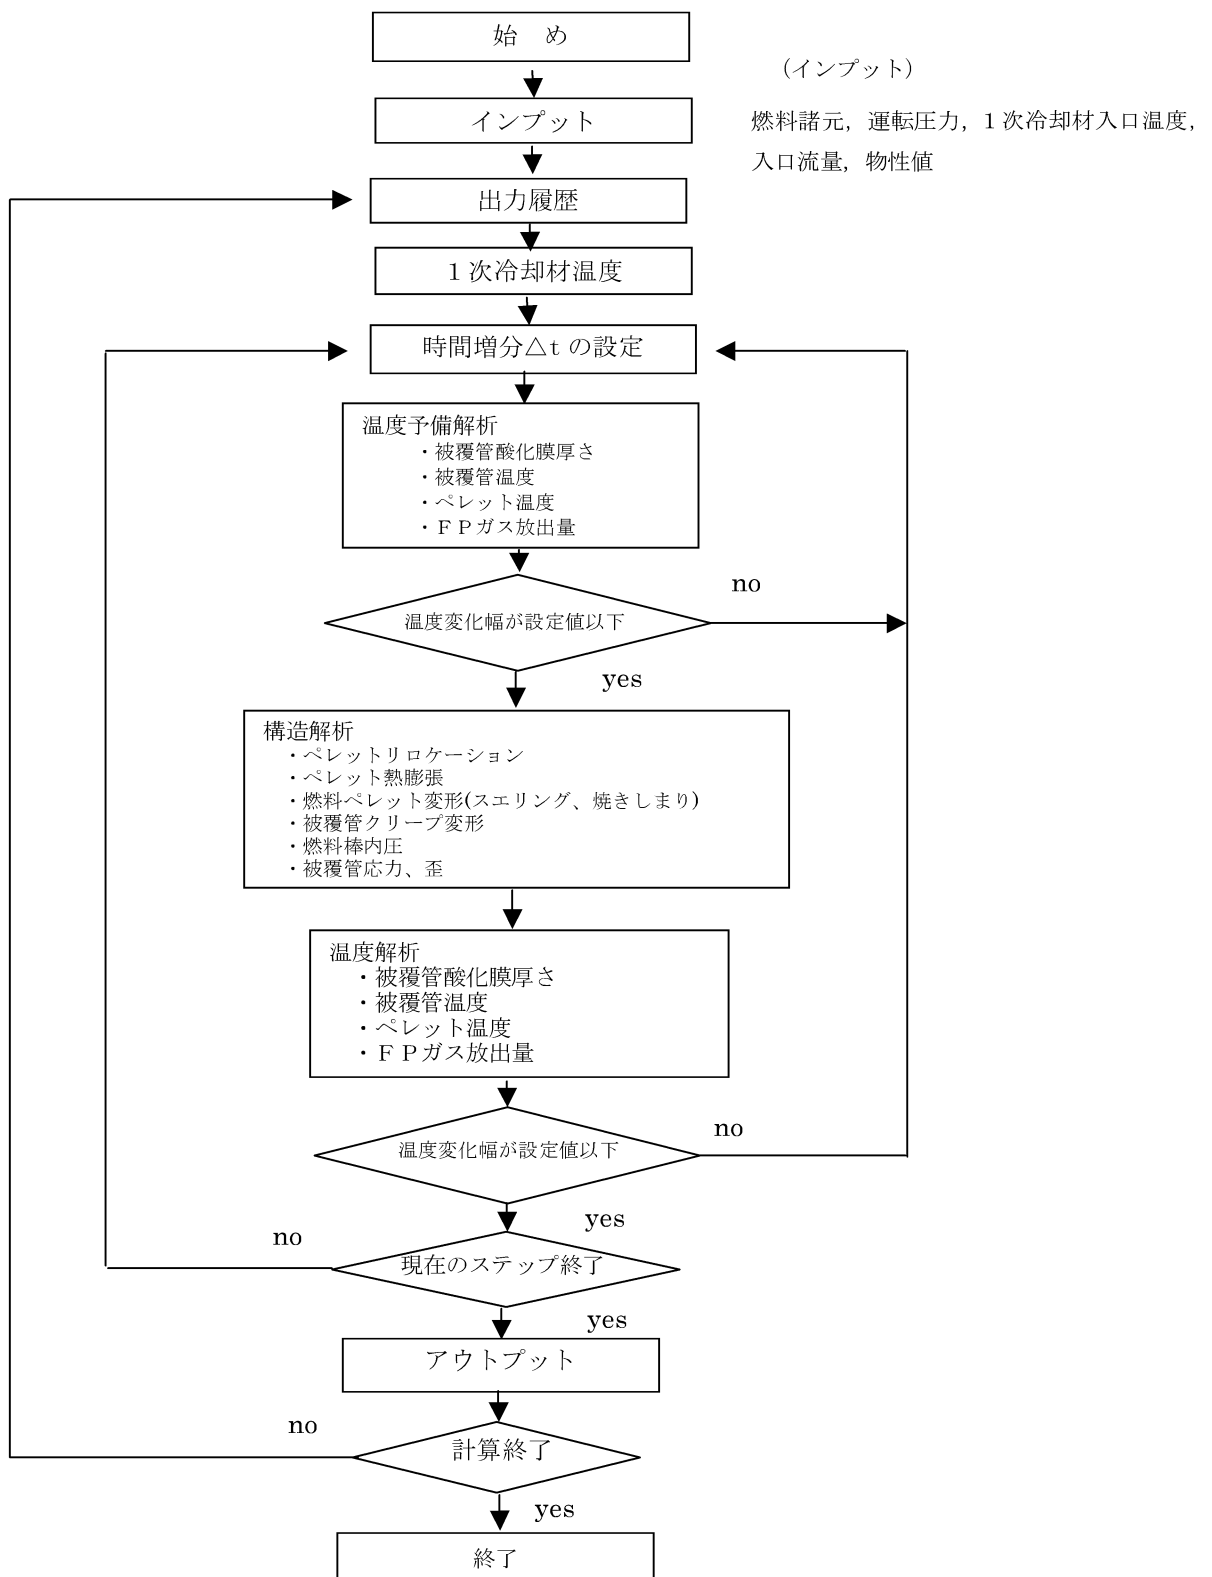 始　め
（インプット）
インプット
燃料諸元，運転圧力，１次冷却材入口温度，
入口流量，物性値
出力履歴
１次冷却材温度
時間増分△t の設定
温度予備解析
・被覆管酸化膜厚さ
・被覆管温度
・ペレット温度
・ＦＰガス放出量
no
温度変化幅が設定値以下
yes
構造解析
・ペレットリロケーション
・ペレット熱膨張
・燃料ペレット変形(スエリング、焼きしまり)
・被覆管クリープ変形
・燃料棒内圧
・被覆管応力、歪
温度解析
・被覆管酸化膜厚さ
・被覆管温度
・ペレット温度
・ＦＰガス放出量
no
温度変化幅が設定値以下
yes
no
現在のステップ終了
yes
アウトプット
no
計算終了
yes
終了